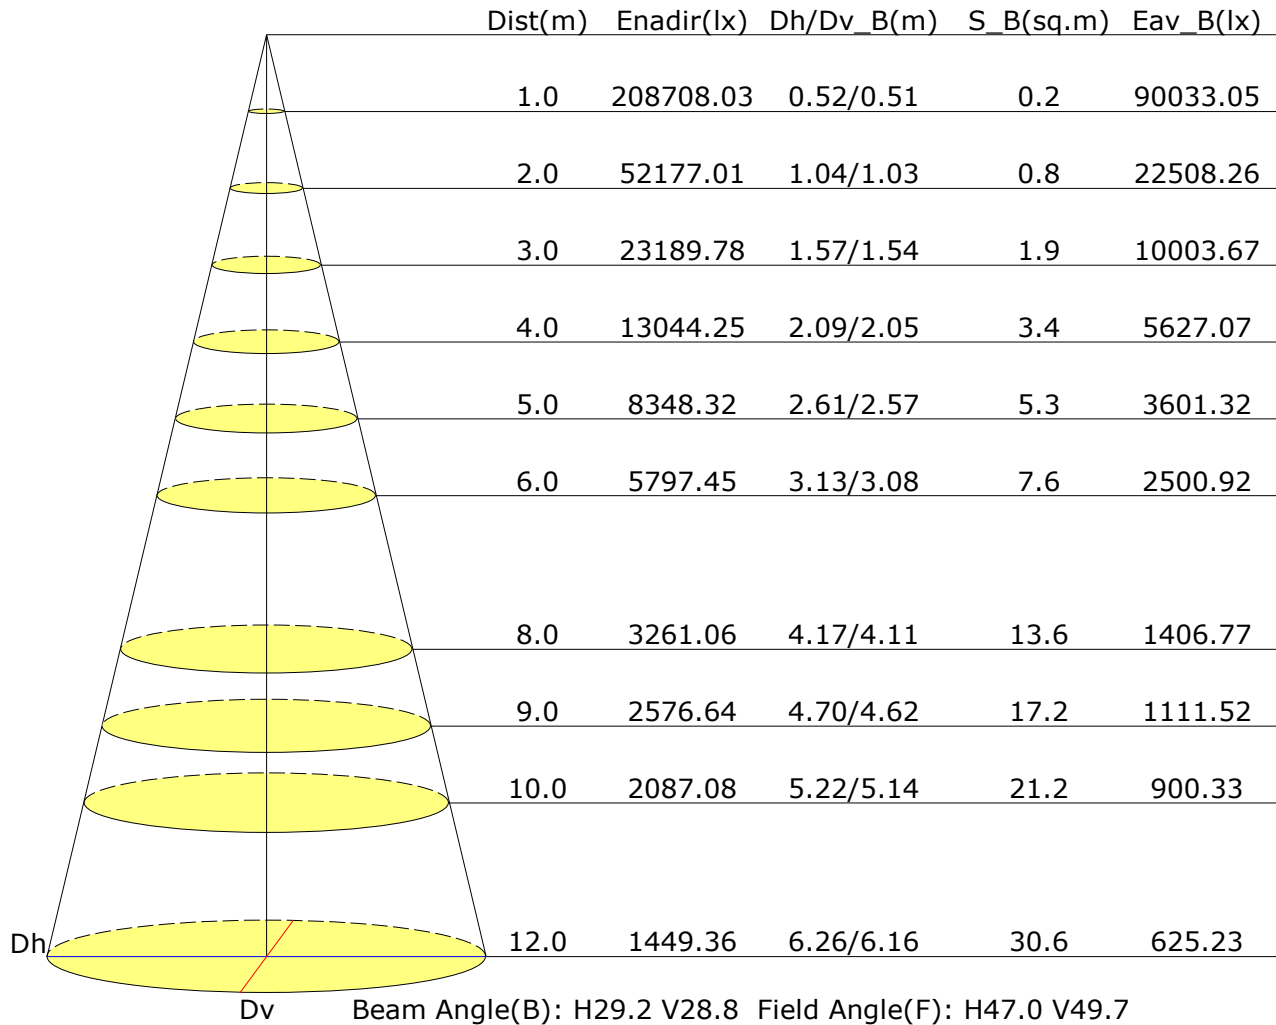 Dist(m) Enadir(lx) Dh/Dv_B(m) S_B(sq.m) Eav_B(lx)
1.0 208708.03 0.52/0.51 0.2 90033.05
2.0 52177.01 1.04/1.03 0.8 22508.26
3.0 23189.78 1.57/1.54 1.9 10003.67
4.0 13044.25 2.09/2.05 3.4 5627.07
5.0 8348.32 2.61/2.57 5.3 3601.32
6.0 5797.45 3.13/3.08 7.6 2500.92
8.0 3261.06 4.17/4.11 13.6 1406.77
9.0 2576.64 4.70/4.62 17.2 1111.52
10.0 2087.08 5.22/5.14 21.2 900.33
Dh 12.0 1449.36 6.26/6.16 30.6 625.23
Dv Beam Angle(B): H29.2 V28.8 Field Angle(F): H47.0 V49.7